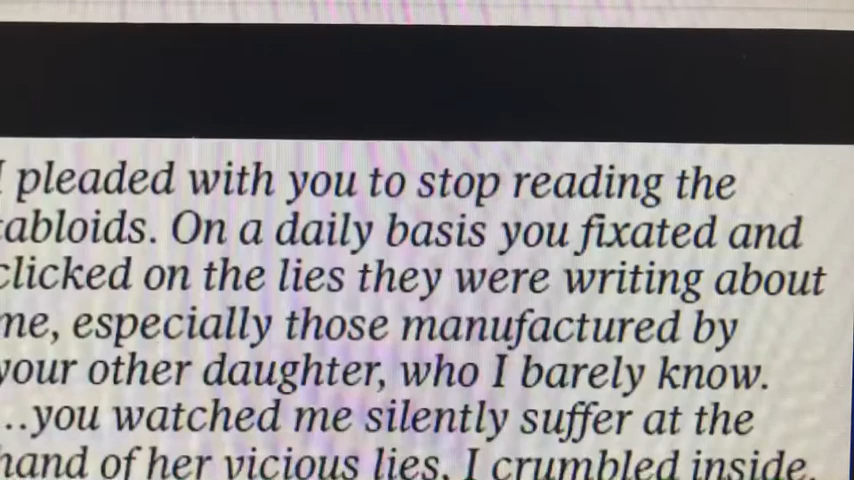 I pleaded with you to stop reading the
tabloids. On a daily basis you fixated and
clicked on the lies they were writing about
me, especially those manufactured by
your other daughter, who I barely know.
...you watched me silently suffer at the
hand of her vicious lies, I crumbled inside.